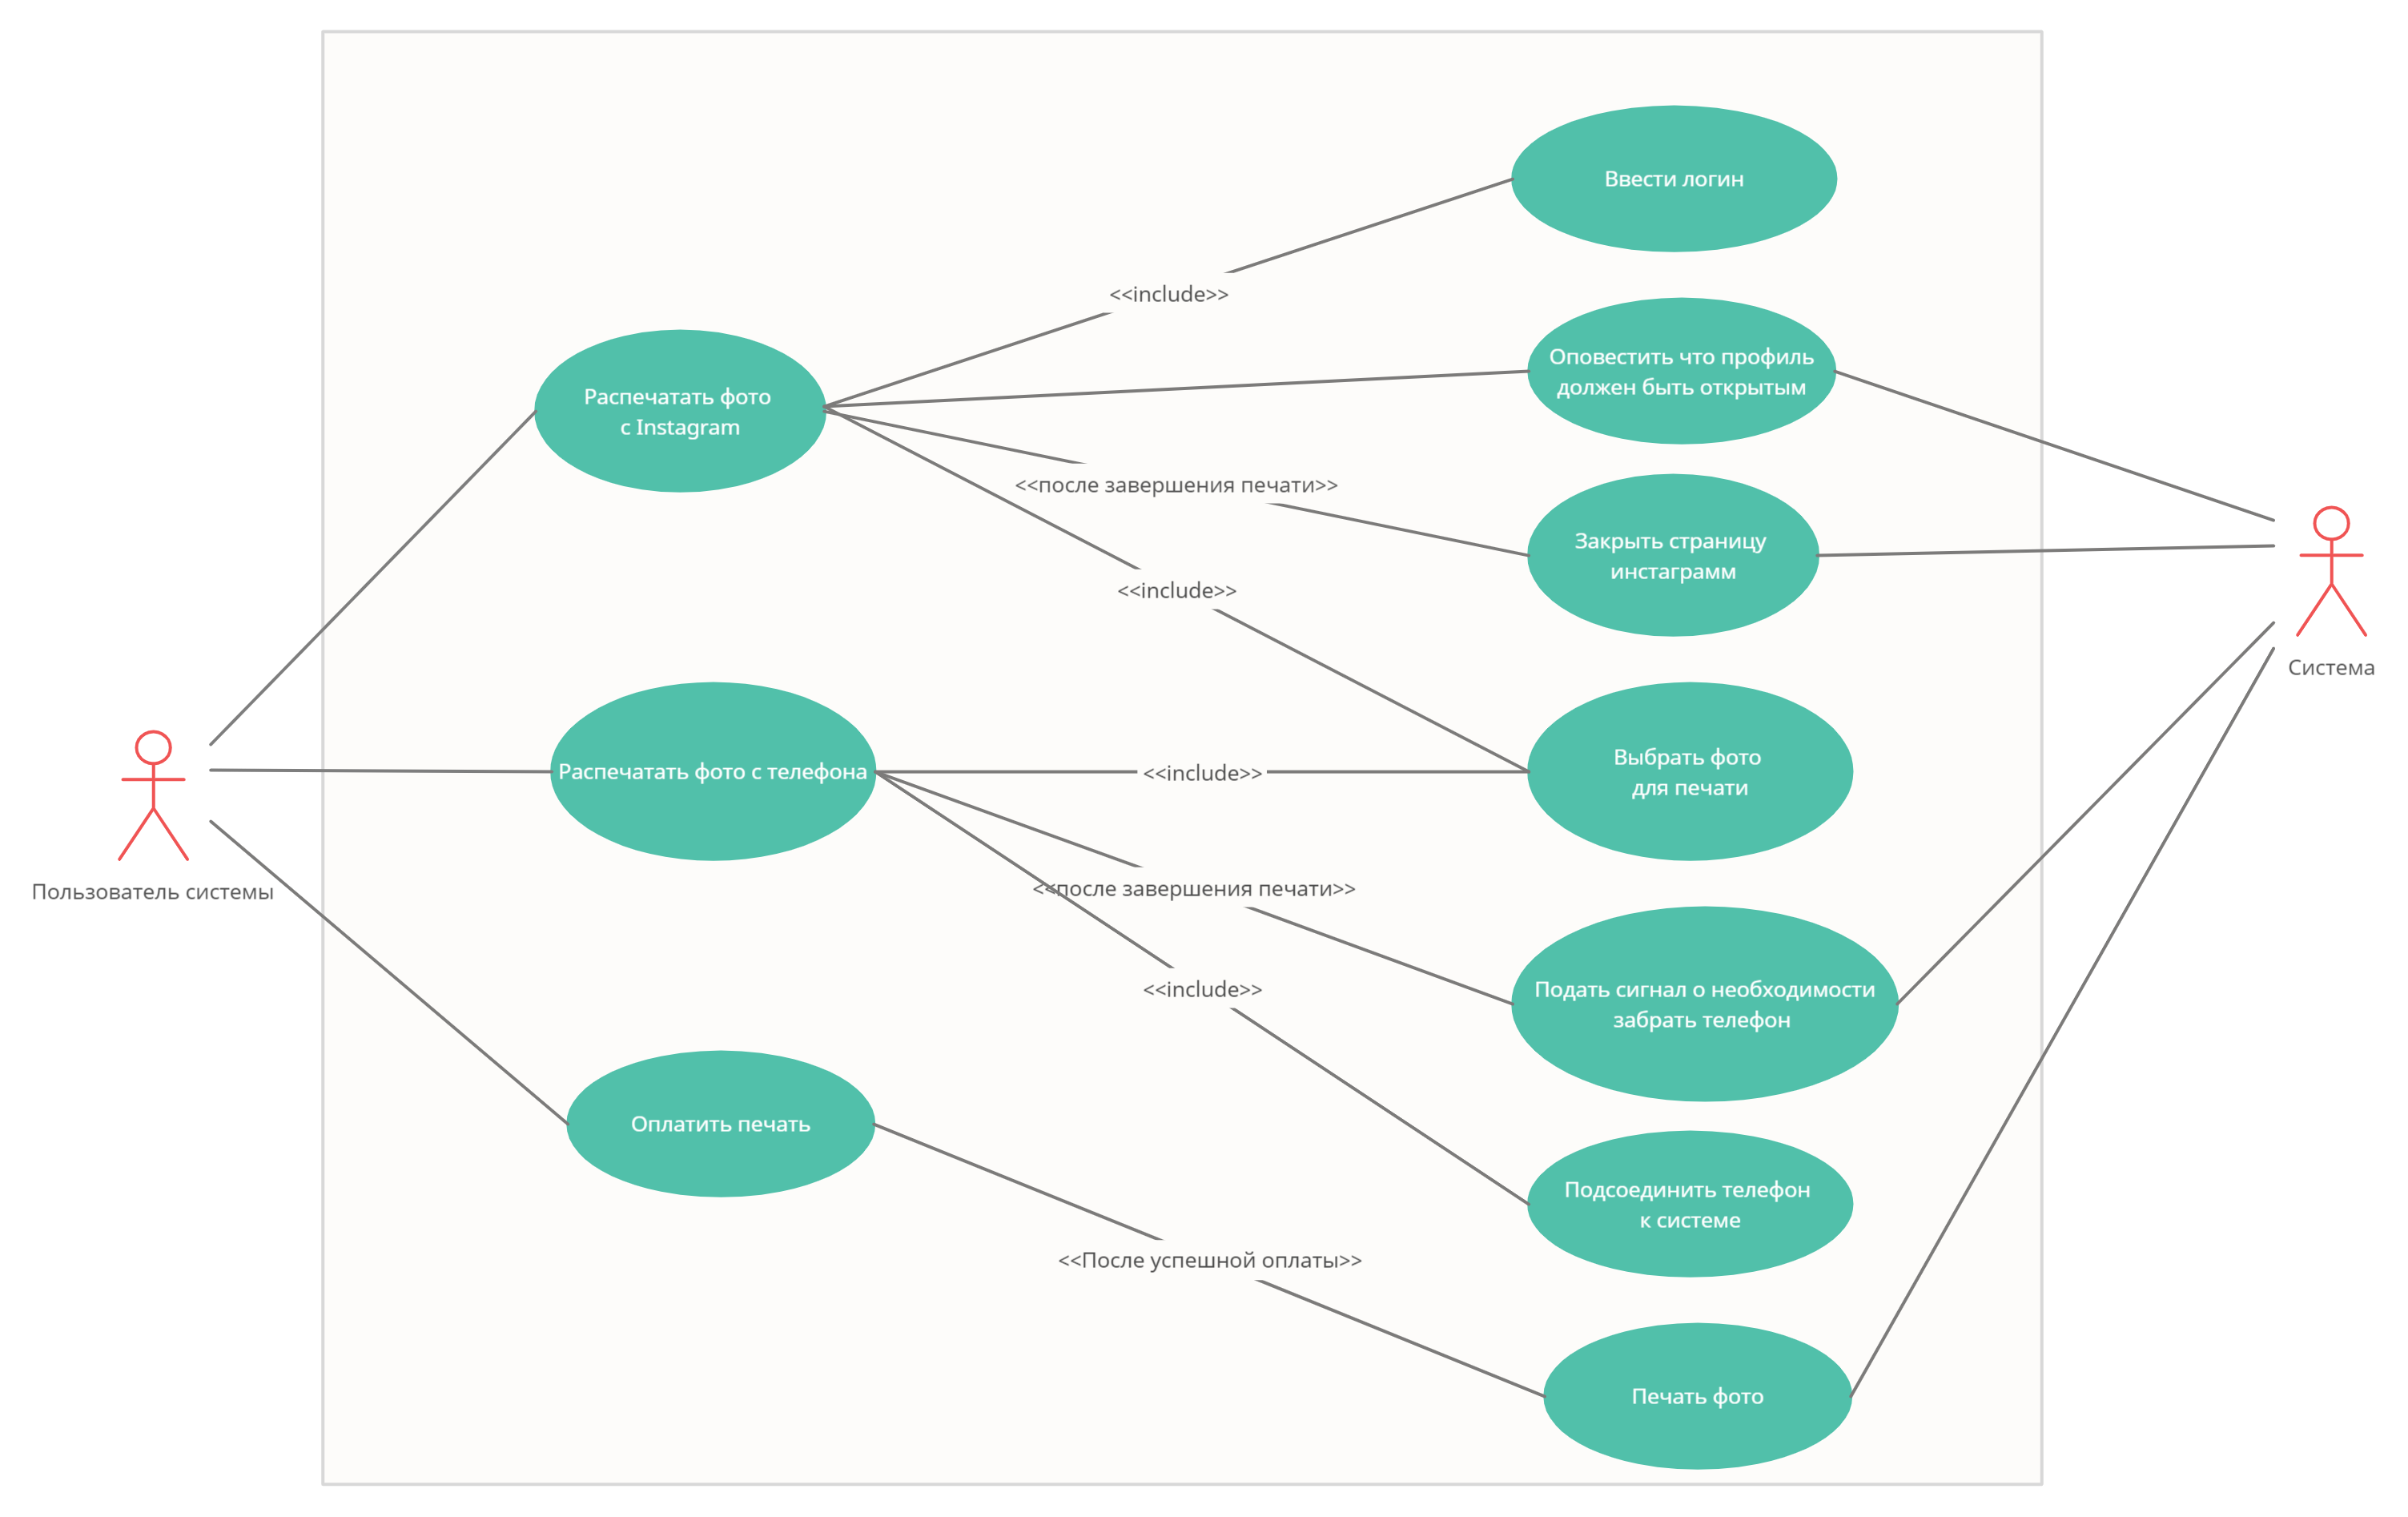 Ввести логин
<<include>>
Оповестить что профиль
должен быть открытым
Распечатать фото
с Instagram
<<после завершения печати>>
Закрыть страницу
инстаграмм
<<include>>
Система
Распечатать фото с телефона
<<include>>
Выбрать фото
для печати
Пользователь системы
<<после завершения печати>>
Подать сигнал о необходимости
забрать телефон
<<include>>
Оплатить печать
Подсоединить телефон
к системе
<<После успешной оплаты>>
Печать фото